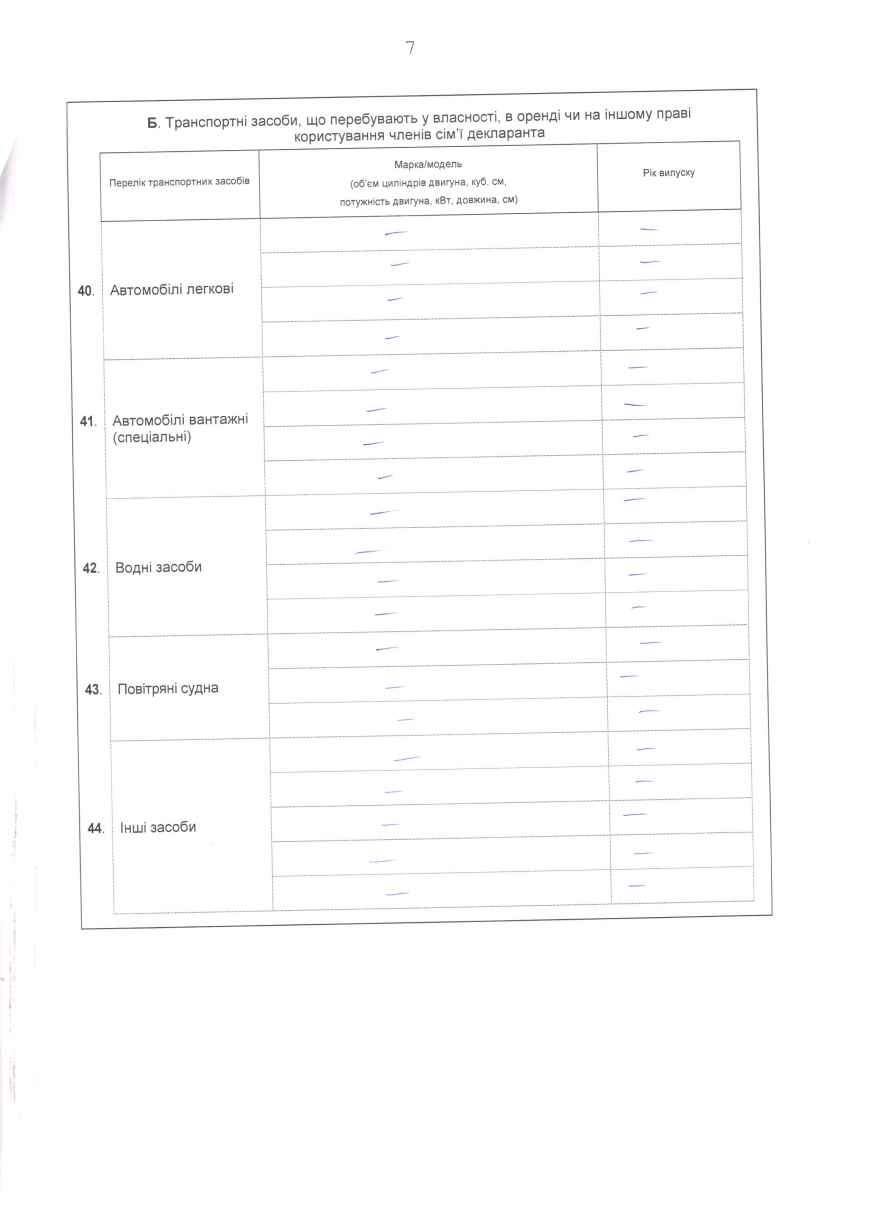 7
Б. Транспортні засоби, що перебувають у власності, в оренді чи на іншому праві
користування членів сім’ї декларанта
Перелік транспортних засобів
Марка/модель
(об’єм циліндрів двигуна, куб. см,
потужність двигуна, кВт, довжина, см)
Рік випуску
40. Автомобілі легкові
— —
— —
— —
— —
41. Автомобілі вантажні
(спеціальні)
— —
— —
— —
— —
42. Водні засоби
— —
— —
— —
— —
43. Повітряні судна
— —
— —
— —
44. Інші засоби
— —
— —
— —
— —
— —